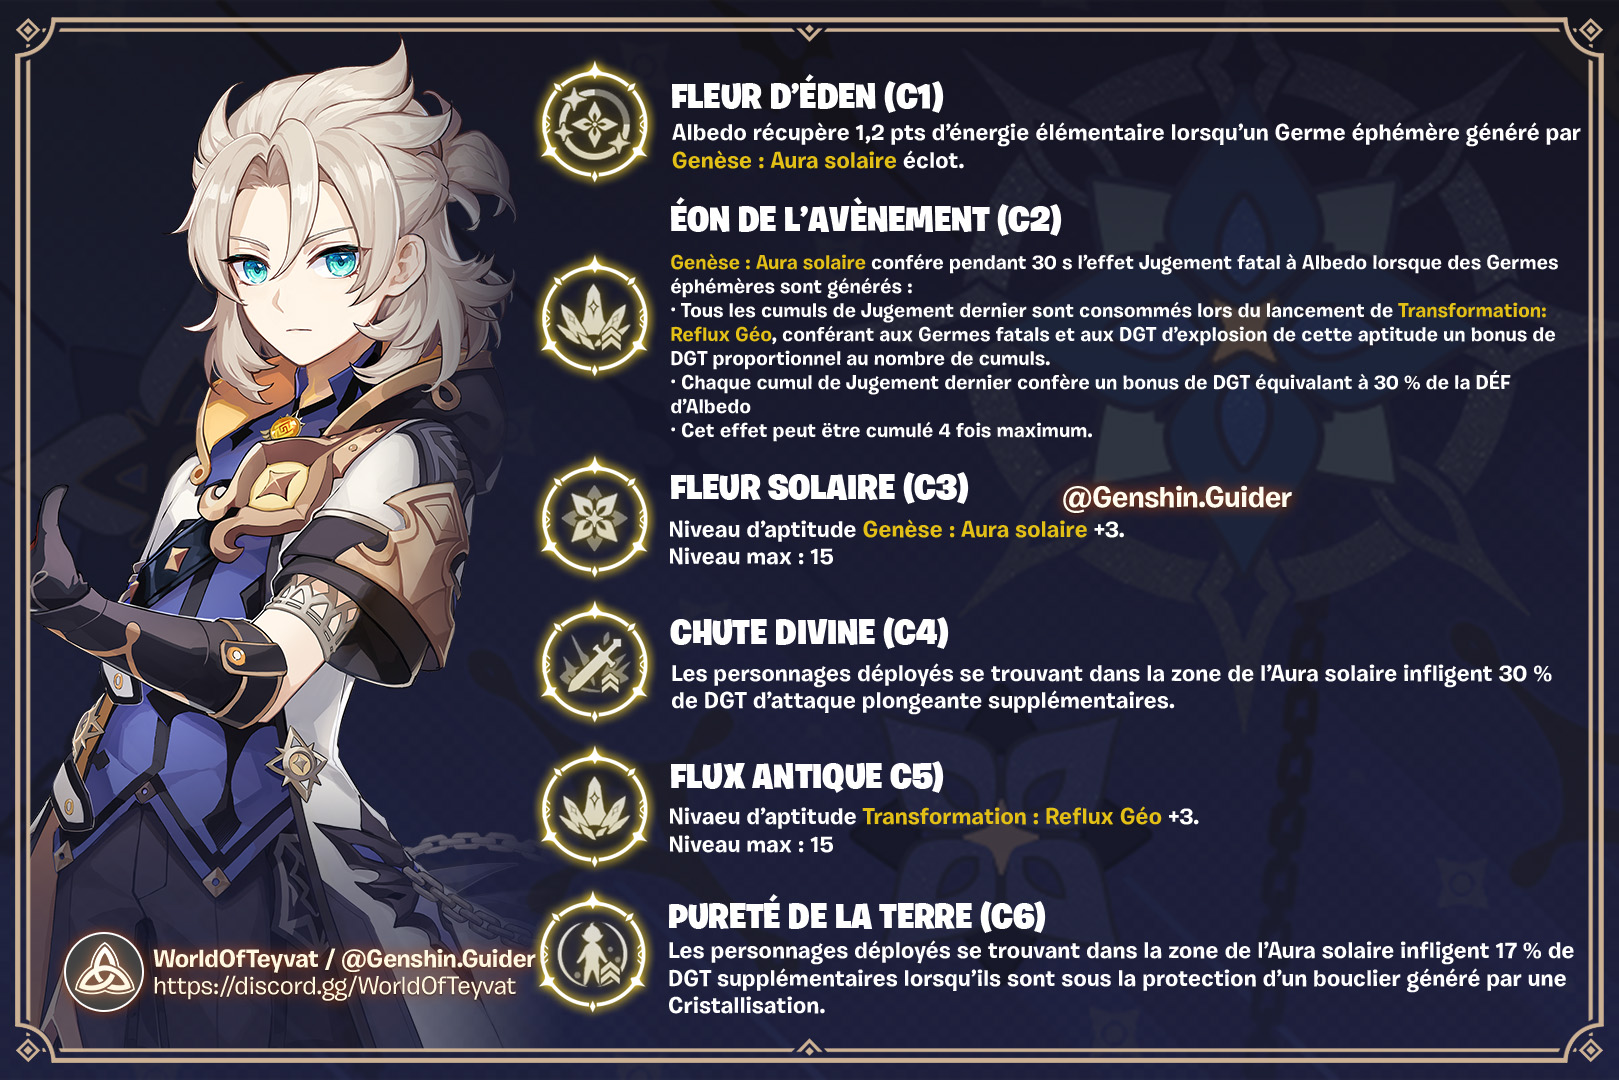 FLEUR D'ÉDEN (C1)
Albedo récupère 1,2 pts d'énergie élémentaire lorsqu'un Germe éphémère généré par
Genèse : Aura solaire éclot.
ÉON DE L'AVÈNEMENT (C2)
Genèse : Aura solaire confére pendant 30 s l'effet Jugement fatal à Albedo lorsque des Germes
éphémères sont générés :
· Tous les cumuls de Jugement dernier sont consommés lors du lancement de Transformation:
Reflux Géo, conférant aux Germes fatals et aux DGT d'explosion de cette aptitude un bonus de
DGT proportionnel au nombre de cumuls.
· Chaque cumul de Jugement dernier confère un bonus de DGT équivalant à 30 % de la DÉF
d'Albedo
· Cet effet peut ëtre cumulé 4 fois maximum.
FLEUR SOLAIRE (C3)
@Genshin.Guider
Niveau d'aptitude Genèse : Aura solaire +3.
Niveau max : 15
CHUTE DIVINE (C4)
Les personnages déployés se trouvant dans la zone de l'Aura solaire infligent 30 %
de DGT d'attaque plongeante supplémentaires.
FLUX ANTIQUE C5)
Nivaeu d'aptitude Transformation : Reflux Géo +3.
Niveau max : 15
PURETÉ DE LA TERRE (C6)
Les personnages déployés se trouvant dans la zone de l'Aura solaire infligent 17 % de
DGT supplémentaires lorsqu'ils sont sous la protection d'un bouclier généré par une
Cristallisation.
WorldOfTeyvat / @Genshin.Guider
https://discord.gg/WorldOfTeyvat